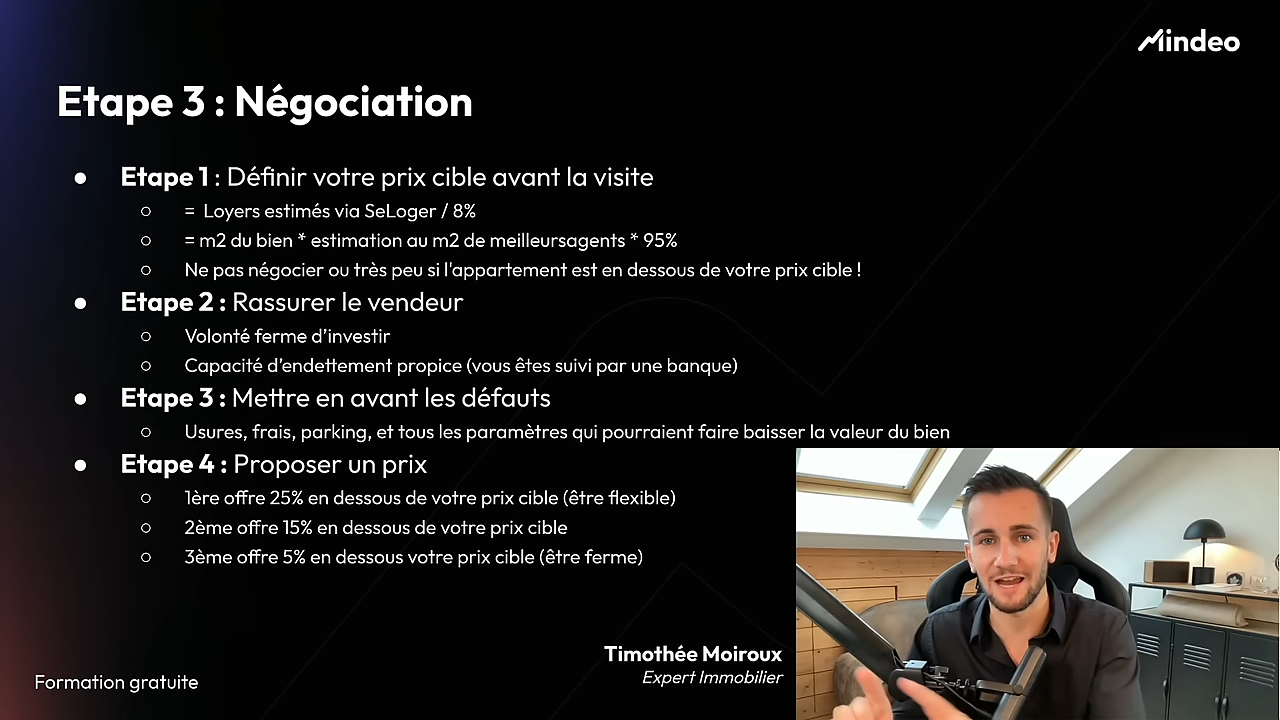 Mindeo
Etape 3 : Négociation
● Etape 1 : Définir votre prix cible avant la visite
○ = Loyers estimés via SeLoger / 8%
○ = m2 du bien * estimation au m2 de meilleursagents * 95%
○ Ne pas négocier ou très peu si l'appartement est en dessous de votre prix cible !
● Etape 2 : Rassurer le vendeur
○ Volonté ferme d’investir
○ Capacité d’endettement propice (vous êtes suivi par une banque)
● Etape 3 : Mettre en avant les défauts
○ Usures, frais, parking, et tous les paramètres qui pourraient faire baisser la valeur du bien
● Etape 4 : Proposer un prix
○ 1ère offre 25% en dessous de votre prix cible (être flexible)
○ 2ème offre 15% en dessous de votre prix cible
○ 3ème offre 5% en dessous votre prix cible (être ferme)
Timothée Moiroux
Expert Immobilier
Formation gratuite